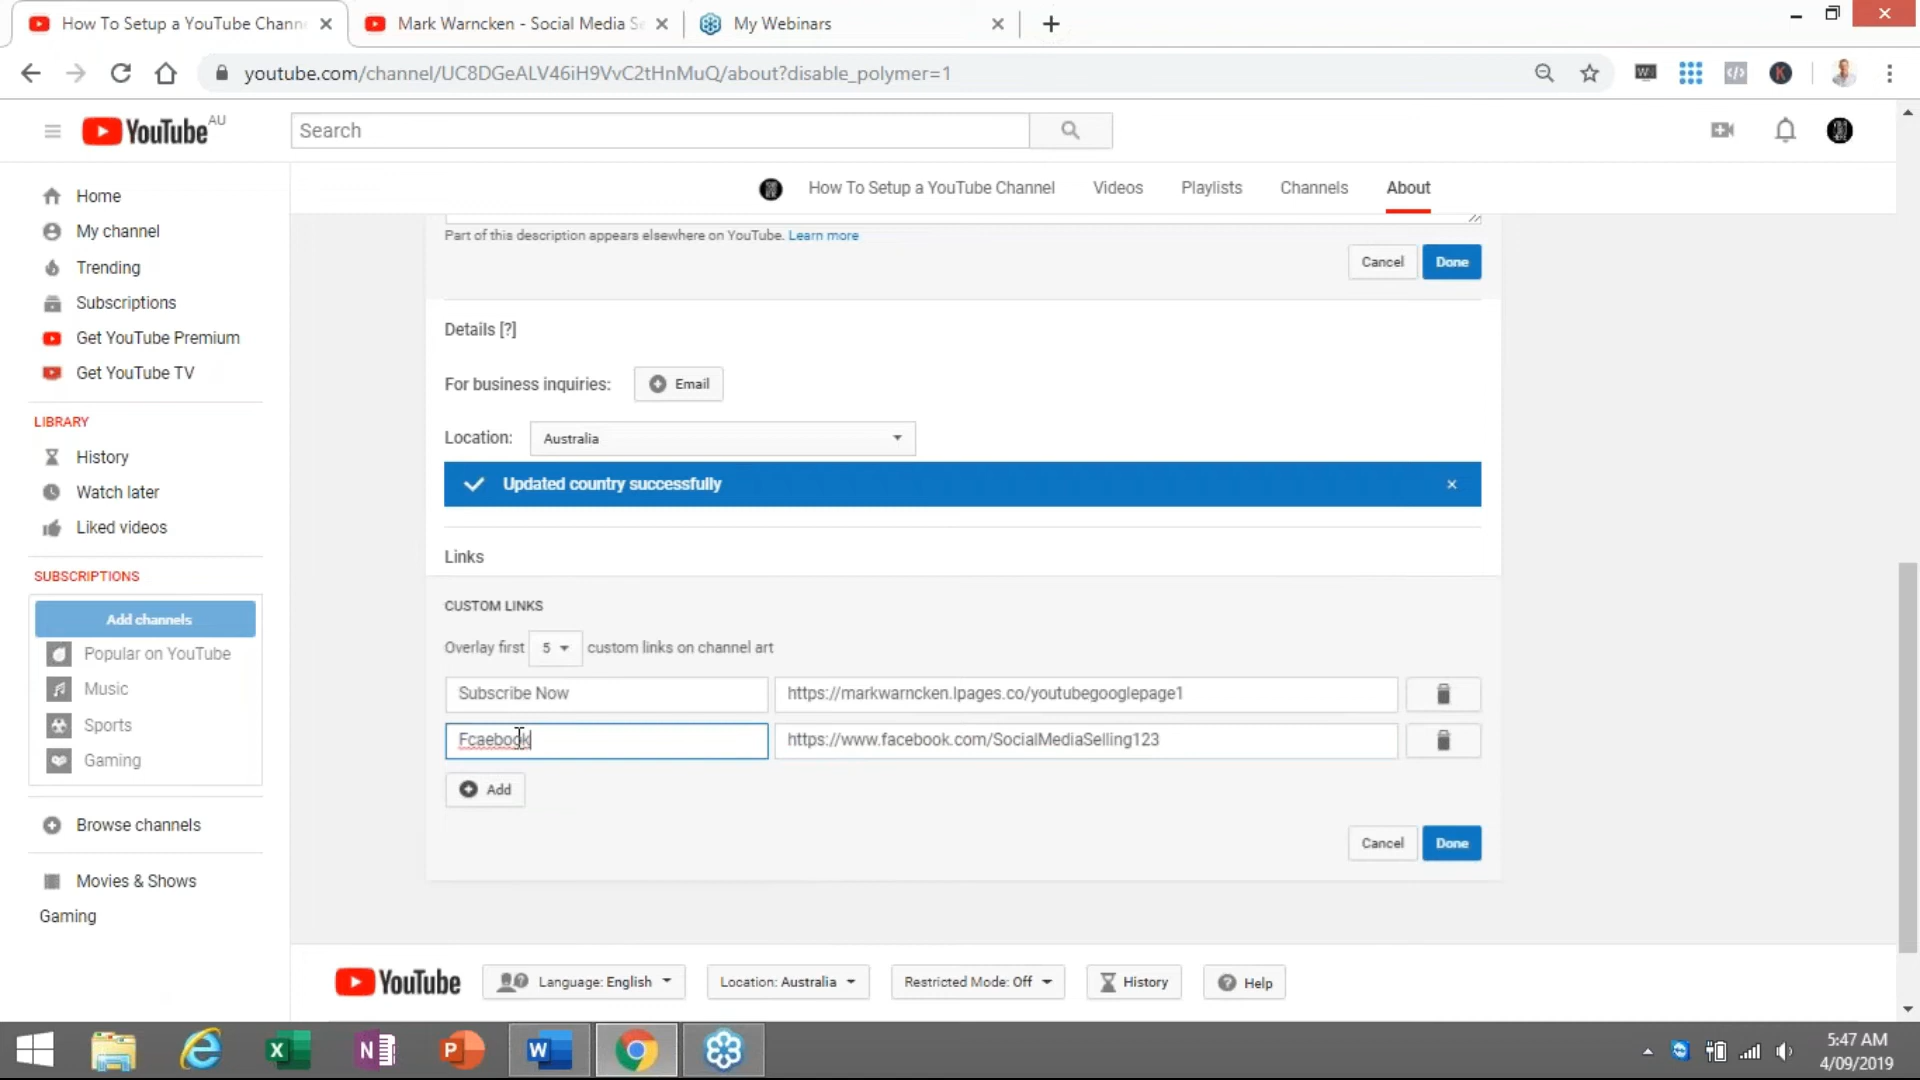 How To Setup a YouTube Chann
Mark Warncken - Social Media Se
My Webinars
youtube.com/channel/UC8DGeALV46iH9VvC2tHnMuQ/about?disable_polymer=1
YouTube AU
Search
How To Setup a YouTube Channel
Videos
Playlists
Channels
About
Home
My channel
Trending
Subscriptions
Get YouTube Premium
Get YouTube TV
LIBRARY
History
Watch later
Liked videos
SUBSCRIPTIONS
Add channels
Popular on YouTube
Music
Sports
Gaming
Browse channels
Movies & Shows
Gaming
Part of this description appears elsewhere on YouTube. Learn more
Cancel Done
Details [?]
For business inquiries: Email
Location: Australia
Updated country successfully
Links
CUSTOM LINKS
Overlay first 5 custom links on channel art
Subscribe Now https://markwarncken.lpages.co/youtubegooglepage1
Fcaebook https://www.facebook.com/SocialMediaSelling123
Add
Cancel Done
YouTube Language: English Location: Australia Restricted Mode: Off History Help
5:47 AM
4/09/2019